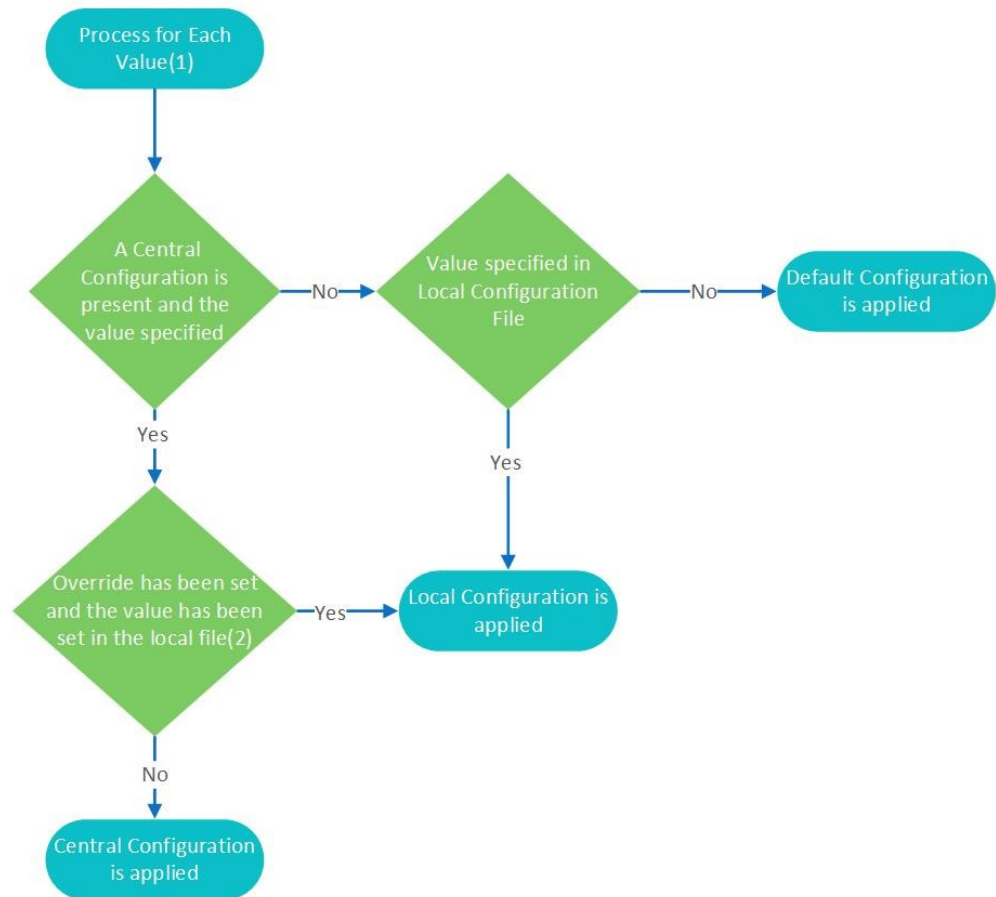 Process for Each
Value(1)
A Central
Configuration is
present and the
value specified
No
Value specified in
Local Configuration
File
No
Default Configuration
is applied
Yes
Yes
Override has been set
and the value has been
set in the local file(2)
Yes
Local Configuration is
applied
No
Central Configuration
is applied